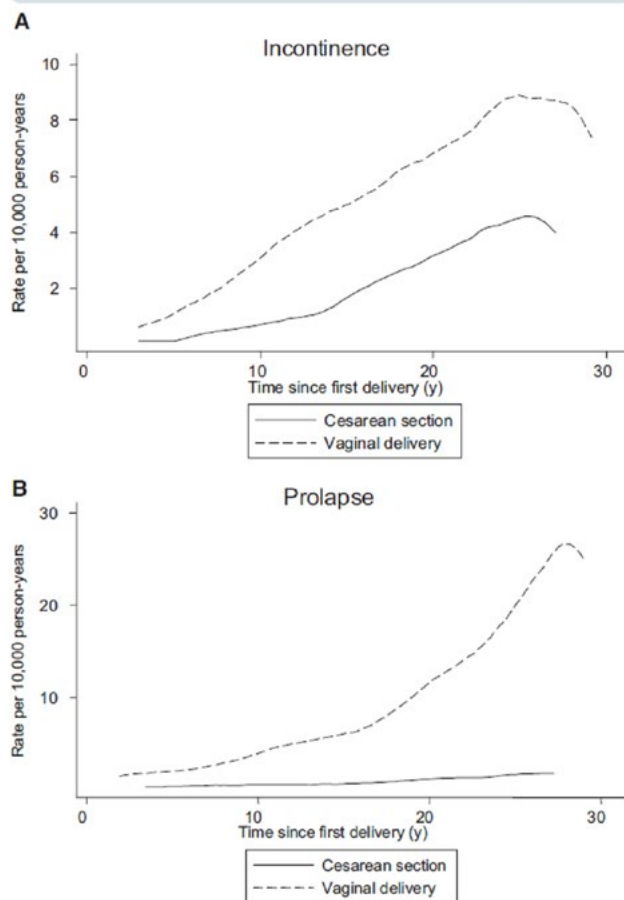 A
Incontinence
Rate per 10,000 person-years
10
8
6
4
2
0 10 20 30
Time since first delivery (y)
Cesarean section
Vaginal delivery
B
Prolapse
Rate per 10,000 person-years
30
20
10
0 10 20 30
Time since first delivery (y)
Cesarean section
Vaginal delivery